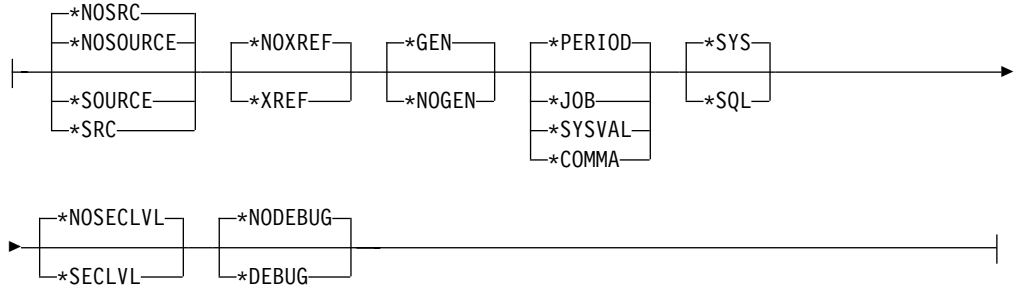 *NOSRC
*NOSOURCE *NOXREF *GEN *PERIOD *SYS
*SOURCE *XREF *NOGEN *JOB *SQL
*SRC *SYSVAL
*COMMA
*NOSECLVL *NODEBUG
*SECLVL *DEBUG